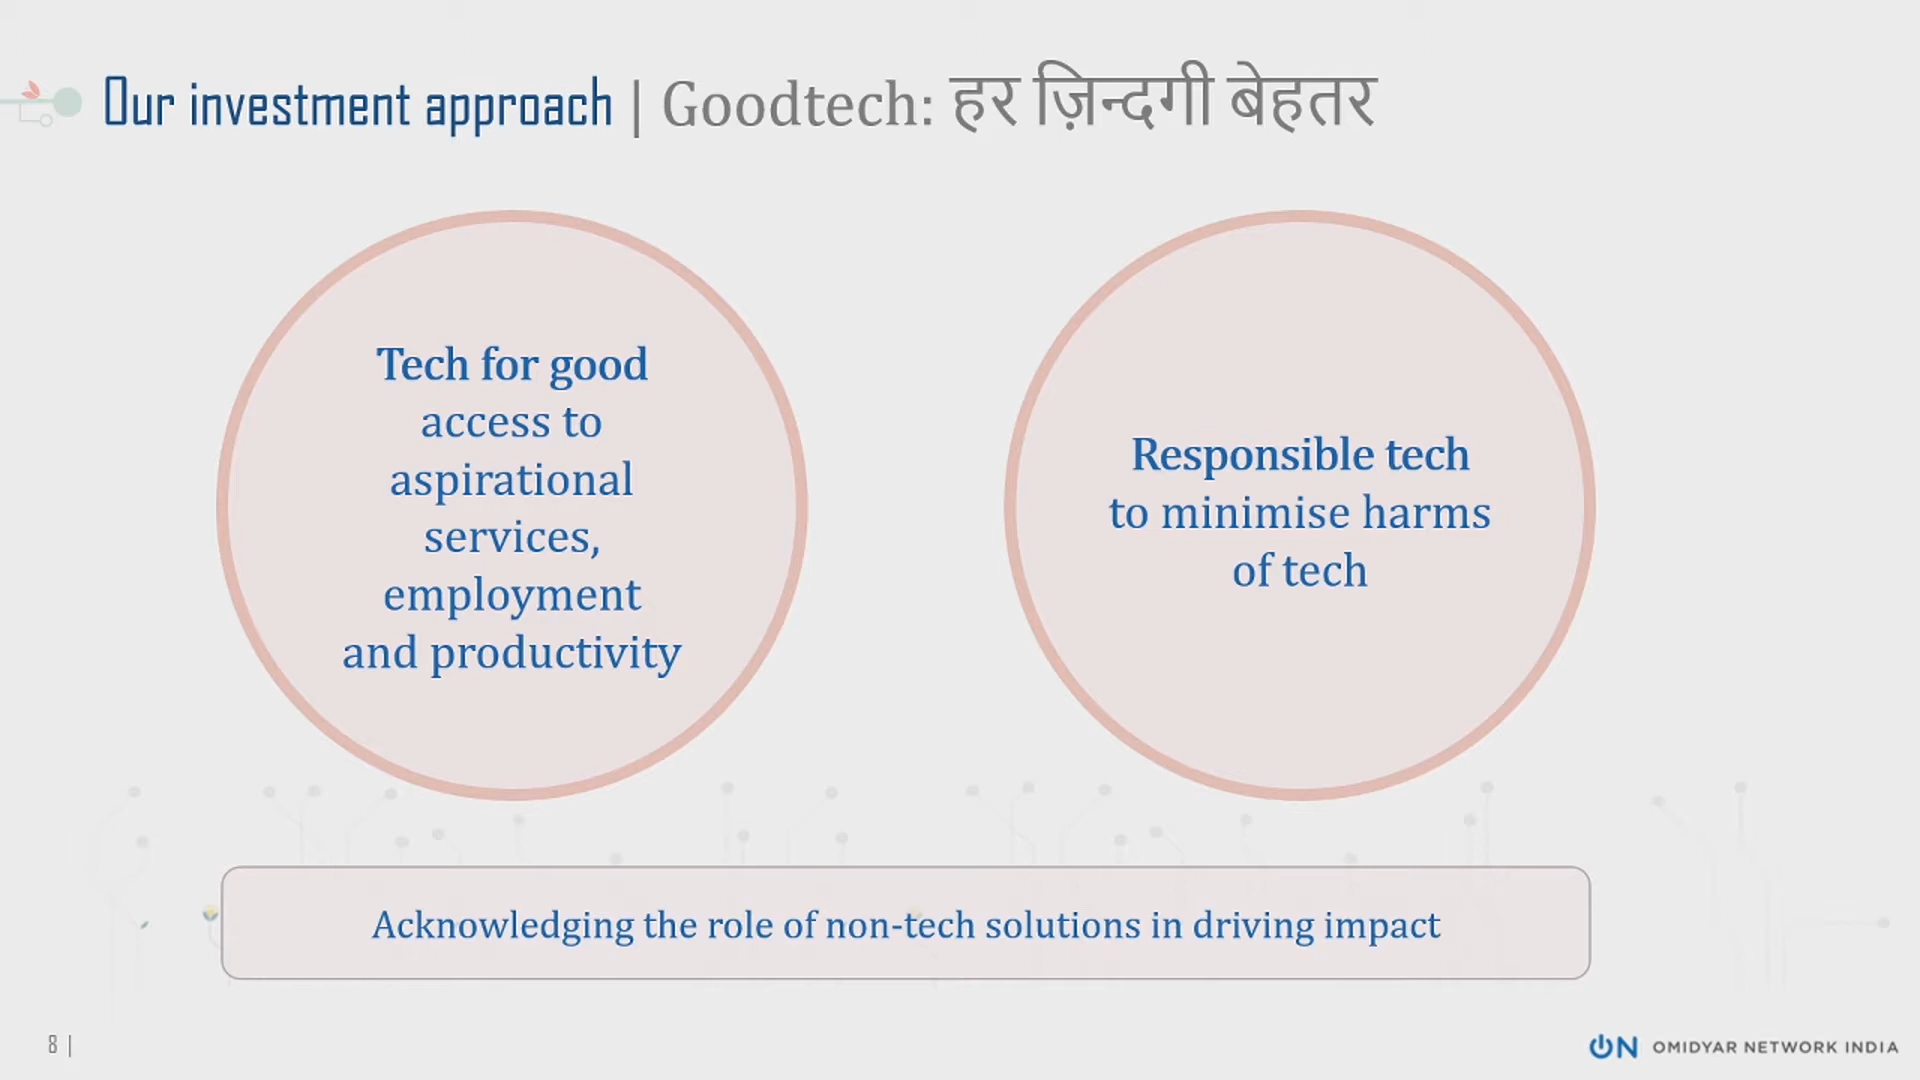 Our investment approach | Goodtech: हर ज़िन्दगी बेहतर
Tech for good
access to
aspirational
services,
employment
and productivity
Responsible tech
to minimise harms
of tech
Acknowledging the role of non-tech solutions in driving impact
8 |
ON OMIDYAR NETWORK INDIA